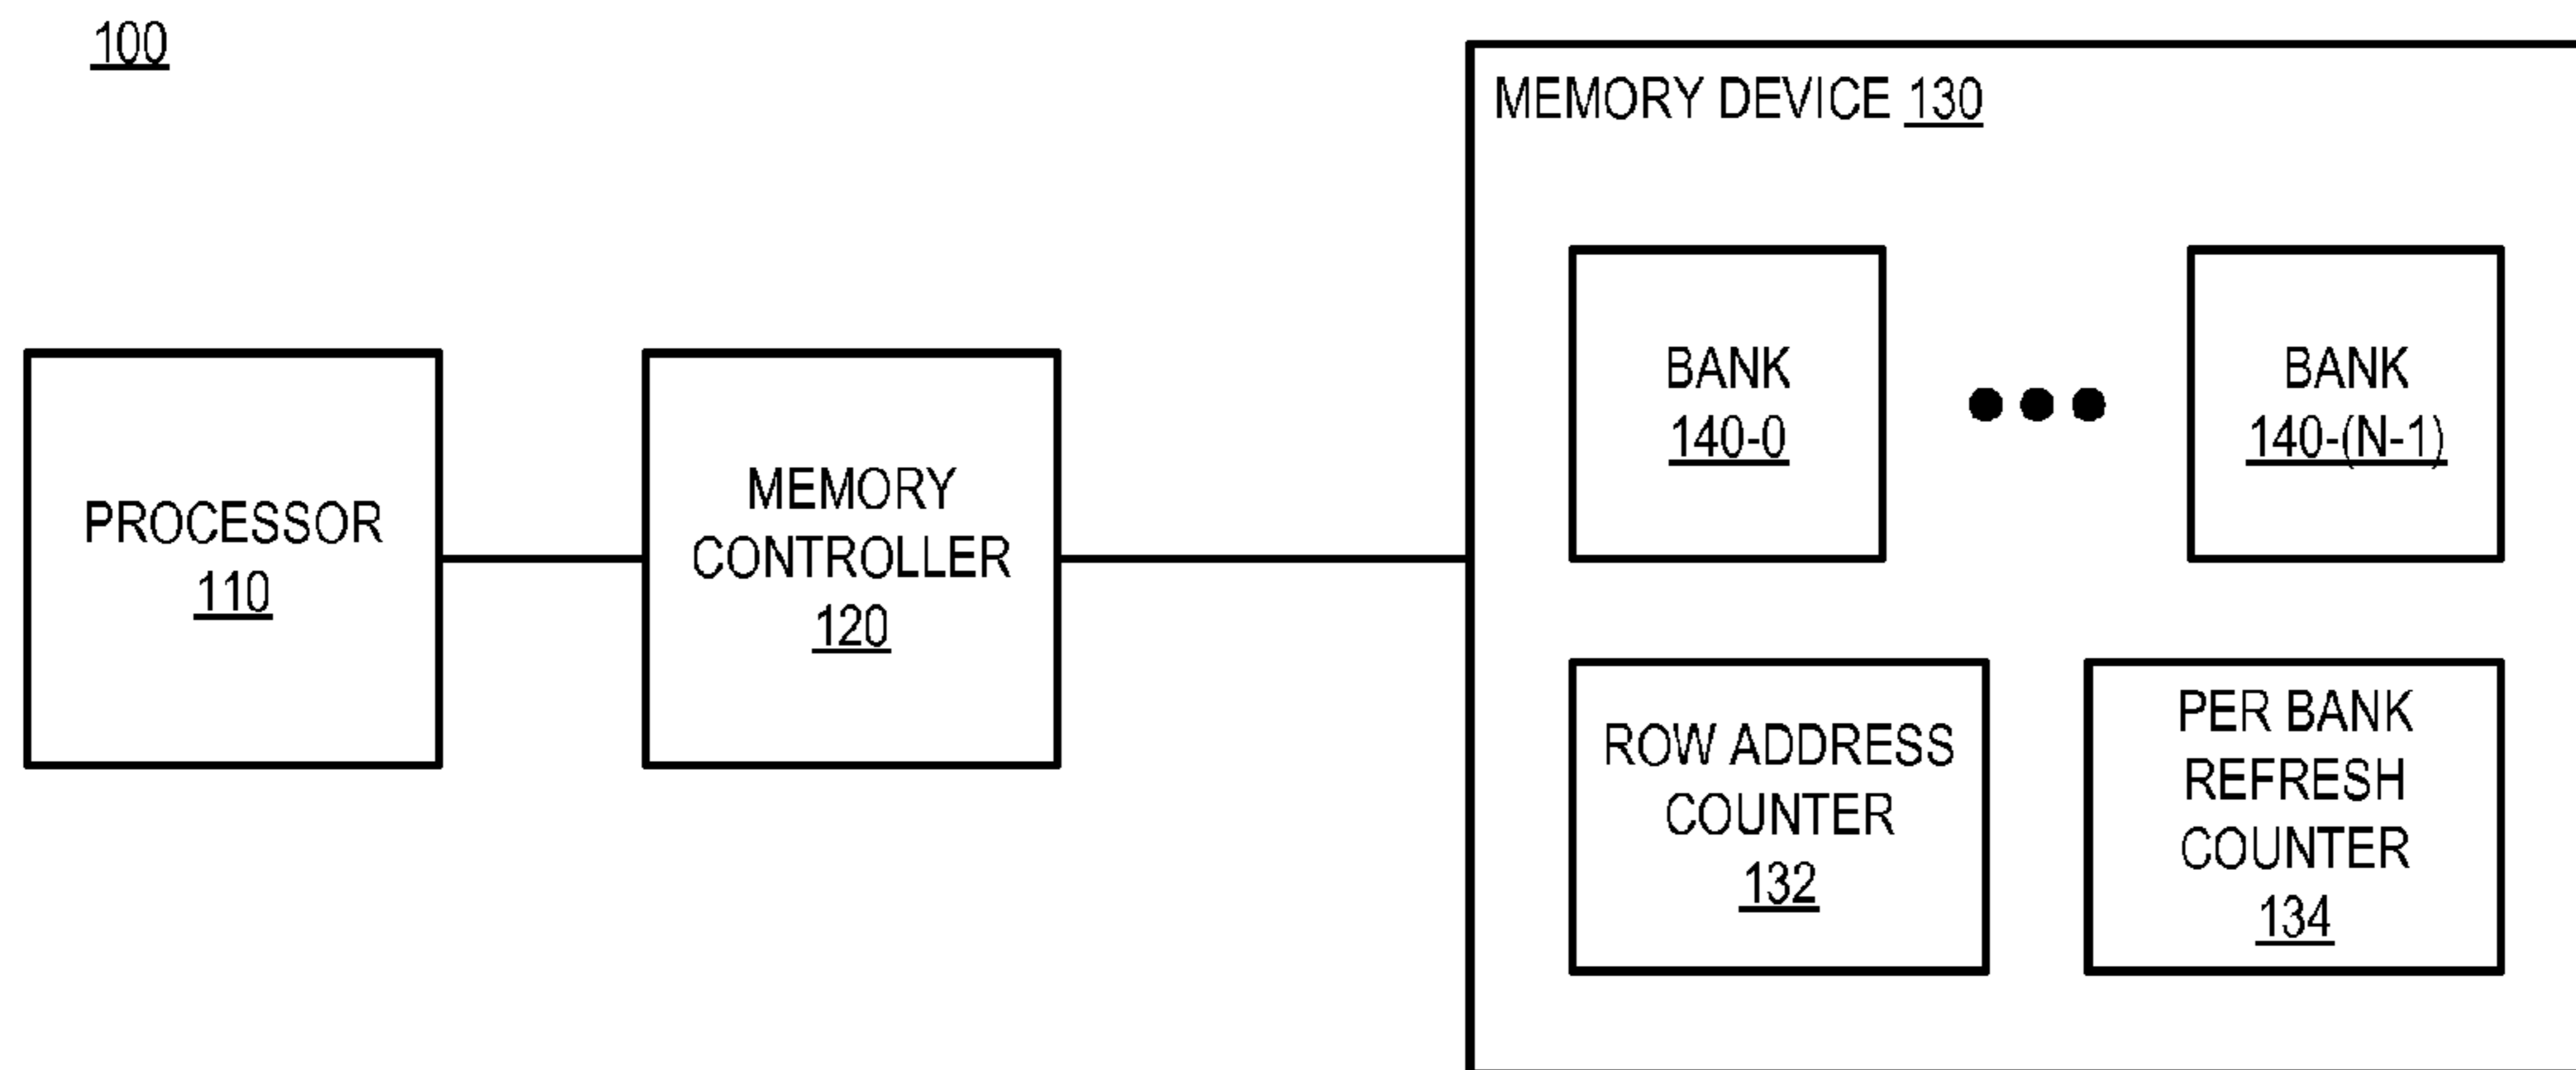 100
MEMORY DEVICE 130
BANK
140-0
BANK
140-(N-1)
PROCESSOR
110
MEMORY
CONTROLLER
120
ROW ADDRESS
COUNTER
132
PER BANK
REFRESH
COUNTER
134